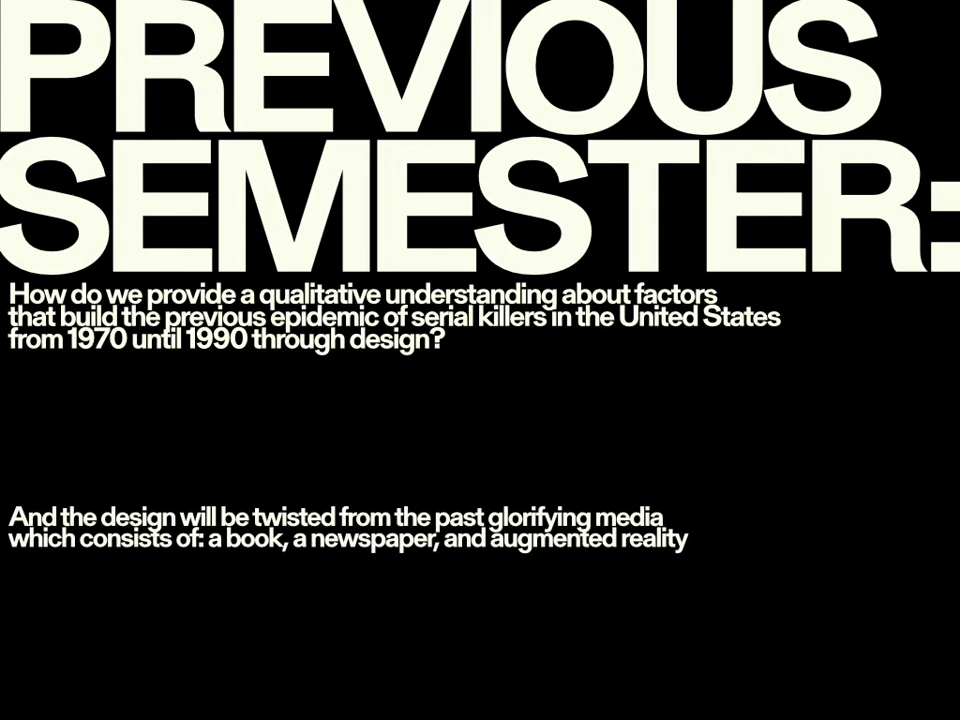 PREVIOUS
SEMESTER:
How do we provide a qualitative understanding about factors
that build the previous epidemic of serial killers in the United States
from 1970 until 1990 through design?
And the design will be twisted from the past glorifying media
which consists of: a book, a newspaper, and augmented reality